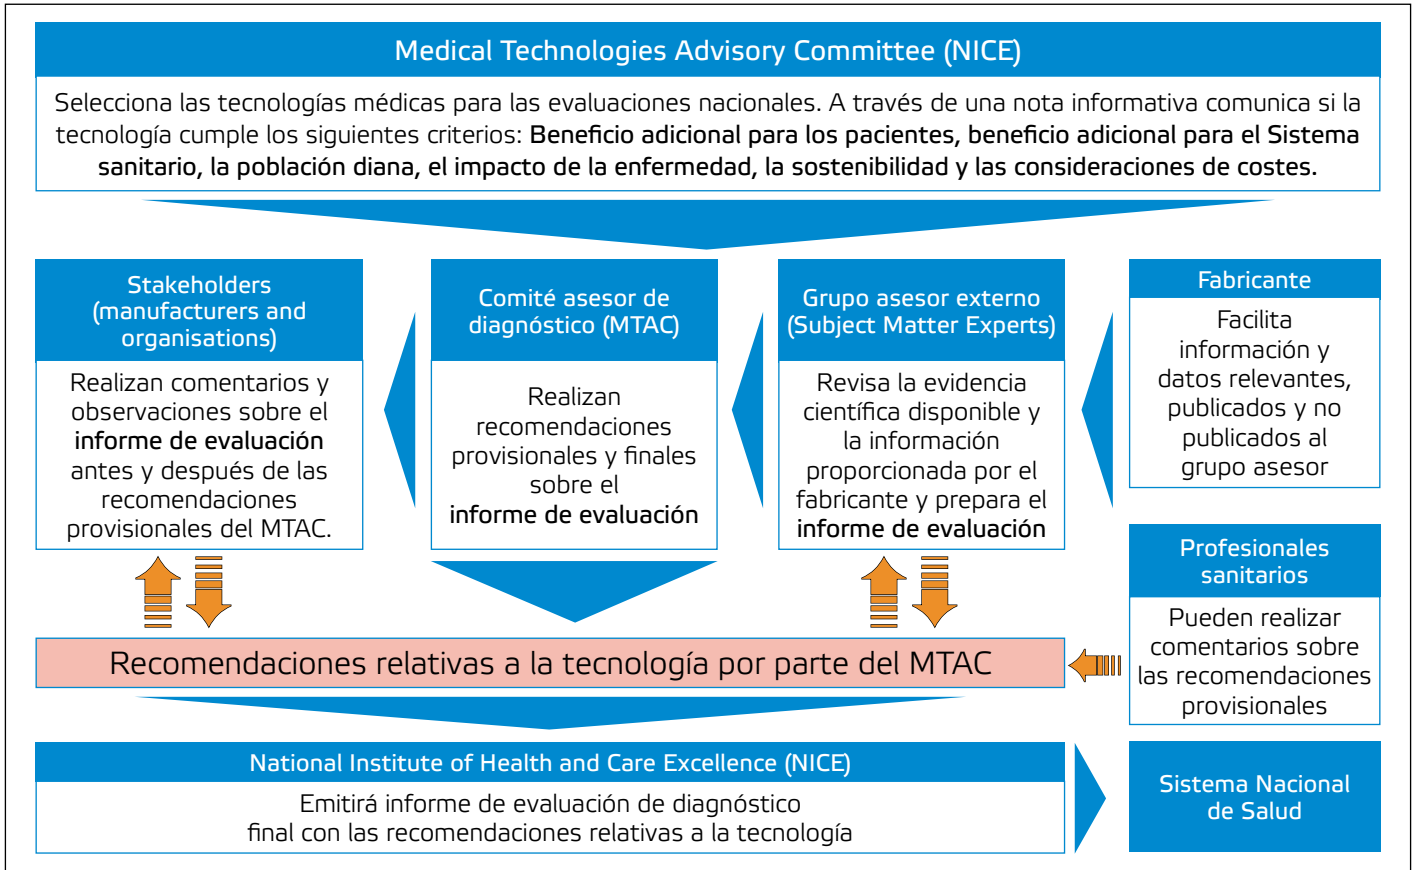 Medical Technologies Advisory Committee (NICE)
Selecciona las tecnologías médicas para las evaluaciones nacionales. A través de una nota informativa comunica si la
tecnología cumple los siguientes criterios: Beneficio adicional para los pacientes, beneficio adicional para el Sistema
sanitario, la población diana, el impacto de la enfermedad, la sostenibilidad y las consideraciones de costes.
Stakeholders
(manufacturers and
organisations)
Realizan comentarios y
observaciones sobre el
informe de evaluación
antes y después de las
recomendaciones
provisionales del MTAC.
Comité asesor de
diagnóstico (MTAC)
Realizan
recomendaciones
provisionales y finales
sobre el
informe de evaluación
Grupo asesor externo
(Subject Matter Experts)
Revisa la evidencia
científica disponible y
la información
proporcionada por el
fabricante y prepara el
informe de evaluación
Fabricante
Facilita
información y
datos relevantes,
publicados y no
publicados al
grupo asesor
Profesionales
sanitarios
Pueden realizar
comentarios sobre
las recomendaciones
provisionales
Recomendaciones relativas a la tecnología por parte del MTAC
National Institute of Health and Care Excellence (NICE)
Emitirá informe de evaluación de diagnóstico
final con las recomendaciones relativas a la tecnología
Sistema Nacional
de Salud